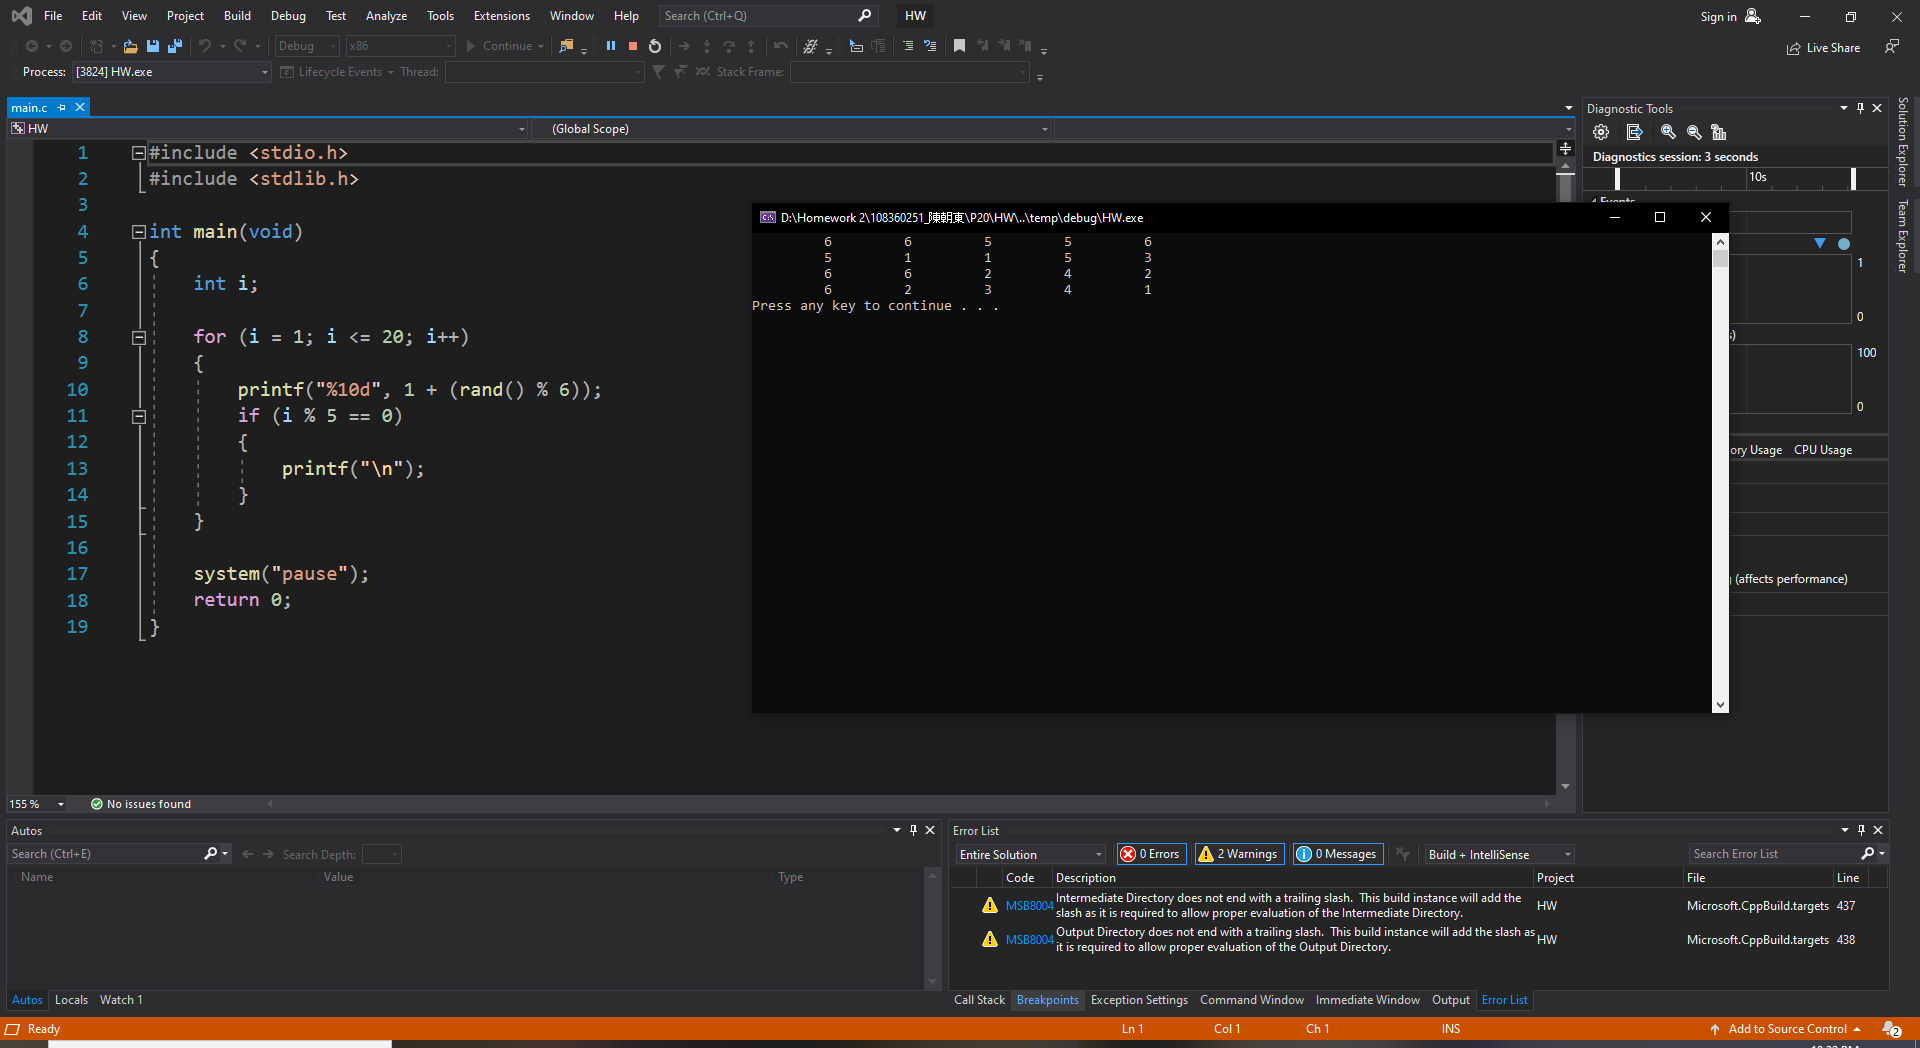 File Edit View Project Build Debug Test Analyze Tools Extensions Window Help Search (Ctrl+Q) HW Sign in
Debug x86 Continue Live Share
Process: [3824] HW.exe Lifecycle Events Thread: Stack Frame:
main.c
HW (Global Scope)
1 #include <stdio.h>
2 #include <stdlib.h>
3
4 int main(void)
5 {
6 int i;
7
8 for (i = 1; i <= 20; i++)
9 {
10 printf("%10d", 1 + (rand() % 6));
11 if (i % 5 == 0)
12 {
13 printf("\n");
14 }
15 }
16
17 system("pause");
18 return 0;
19 }
155 % No issues found
D:\Homework 2\108360251_陳朝東\P20\HW\..\temp\debug\HW.exe
6 6 5 5 6
5 1 1 5 3
6 6 2 4 2
6 2 3 4 1
Press any key to continue . . .
Diagnostic Tools
Diagnostics session: 3 seconds
10s
Events
1
0
s)
100
0
ory Usage CPU Usage
(affects performance)
Solution Explorer
Team Explorer
Autos
Search (Ctrl+E) Search Depth:
Name Value Type
Autos Locals Watch 1
Error List
Entire Solution 0 Errors 2 Warnings 0 Messages Build + IntelliSense Search Error List
Code Description Project File Line
MSB8004 Intermediate Directory does not end with a trailing slash. This build instance will add the slash as it is required to allow proper evaluation of the Intermediate Directory. HW Microsoft.CppBuild.targets 437
MSB8004 Output Directory does not end with a trailing slash. This build instance will add the slash as it is required to allow proper evaluation of the Output Directory. HW Microsoft.CppBuild.targets 438
Call Stack Breakpoints Exception Settings Command Window Immediate Window Output Error List
Ready Ln 1 Col 1 Ch 1 INS Add to Source Control 2